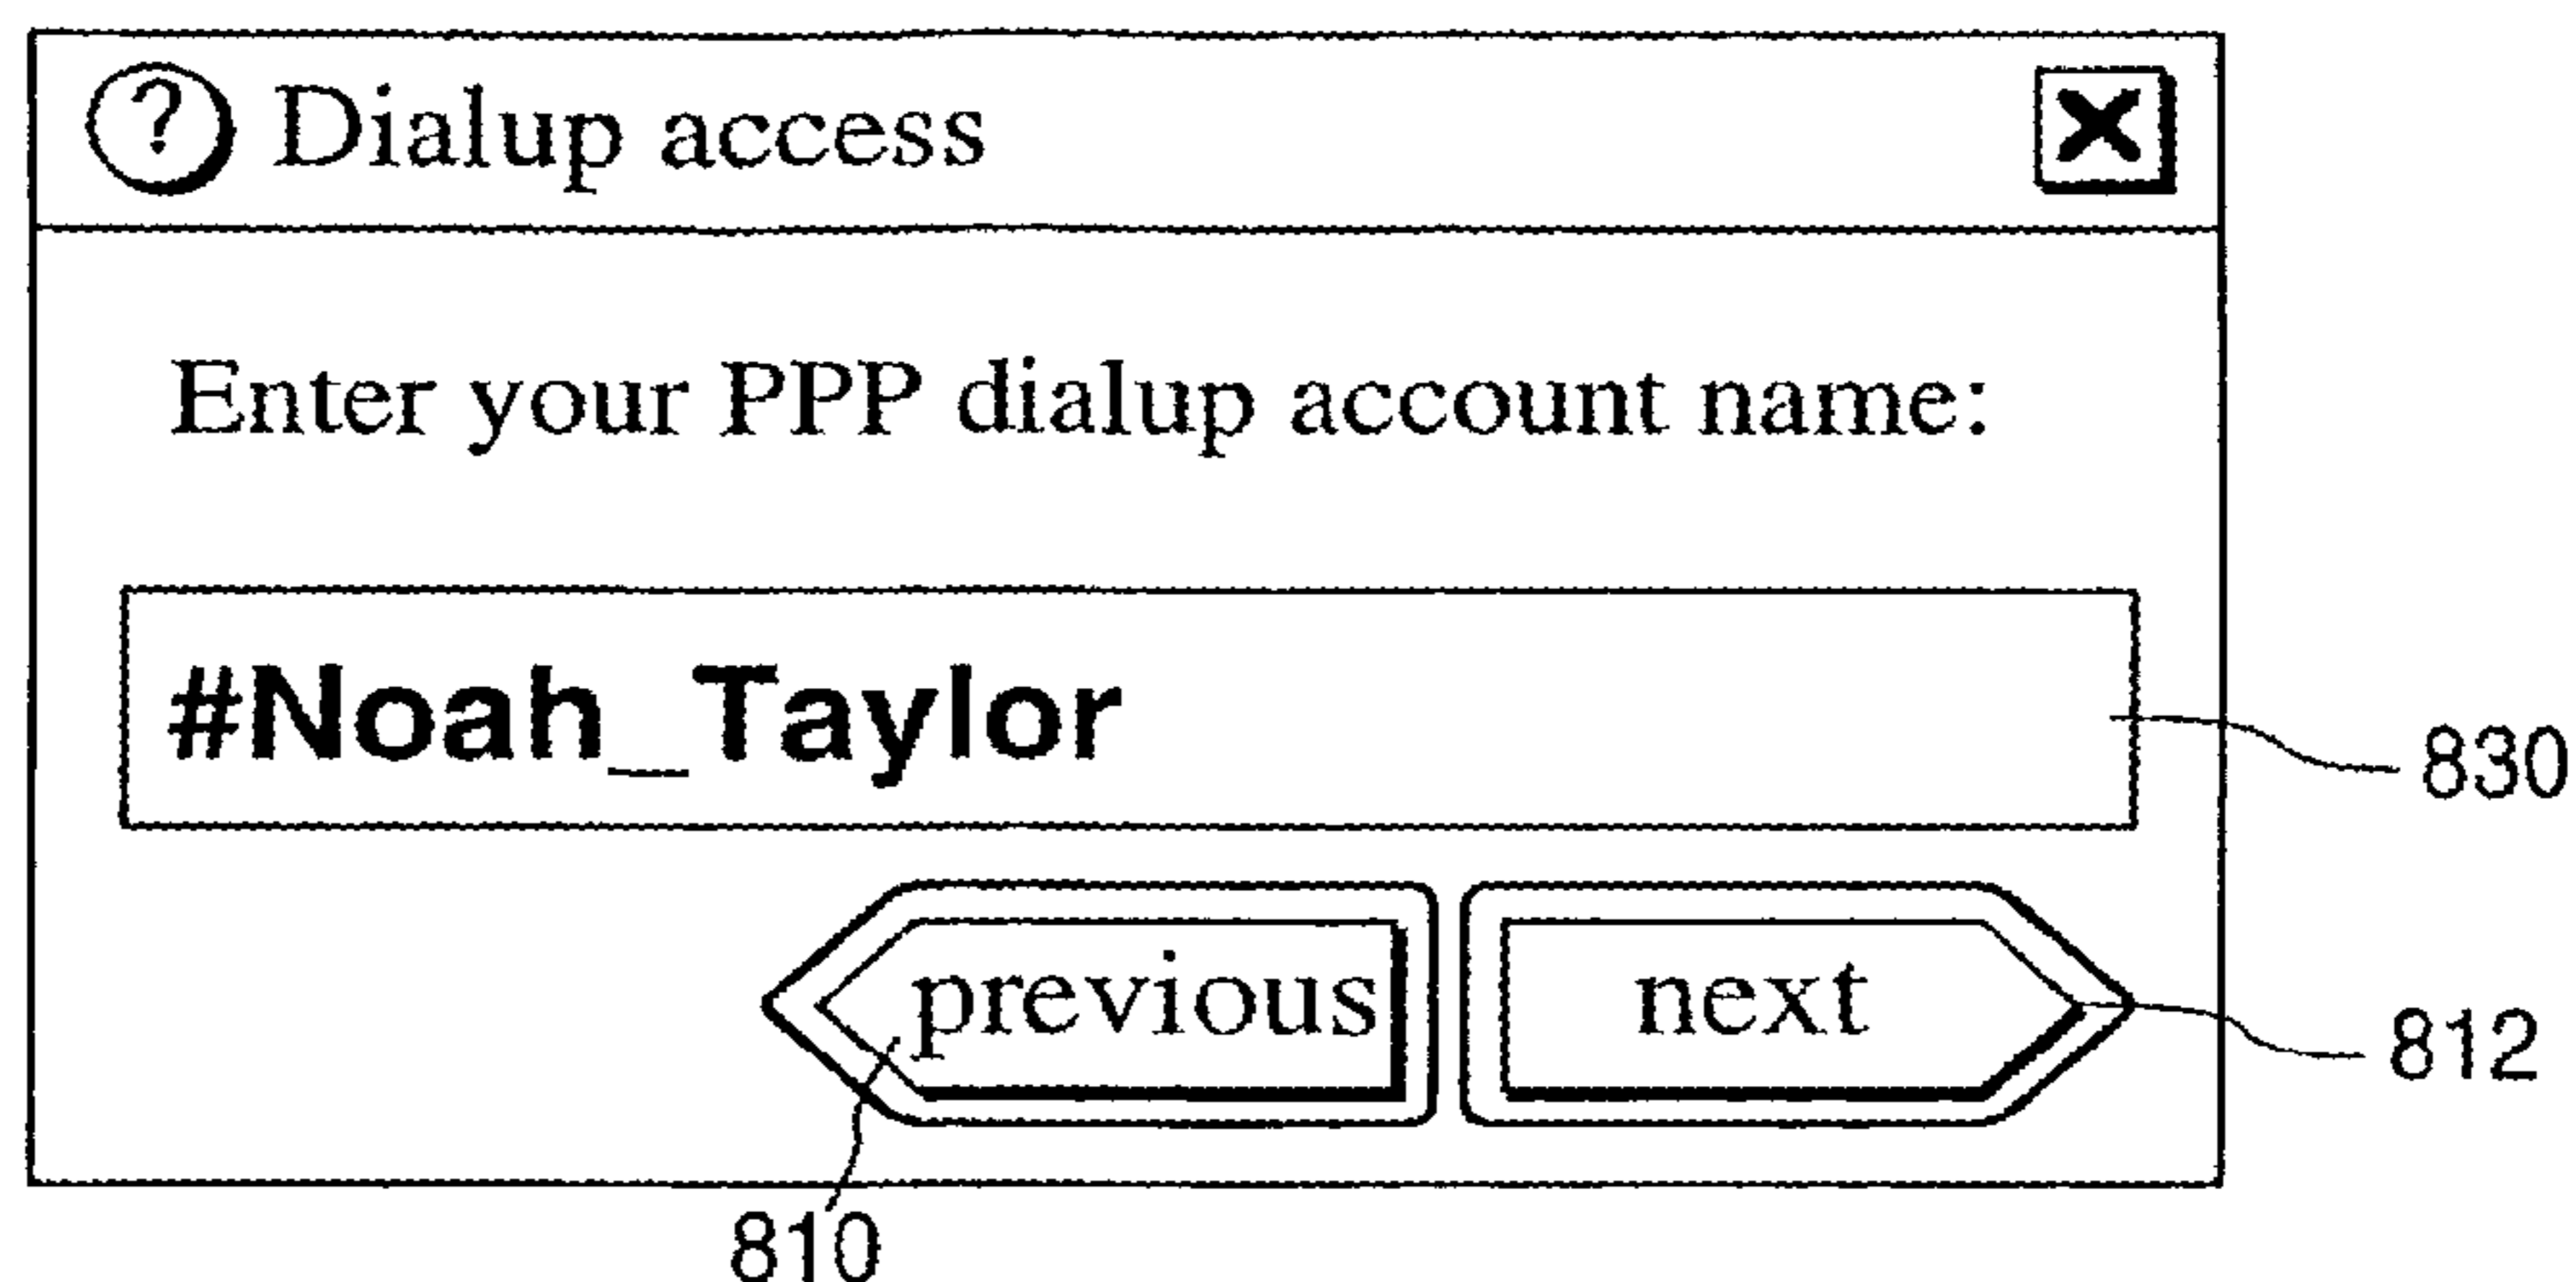 ? Dialup access X
Enter your PPP dialup account name:
#Noah_Taylor
830
previous next
812
810